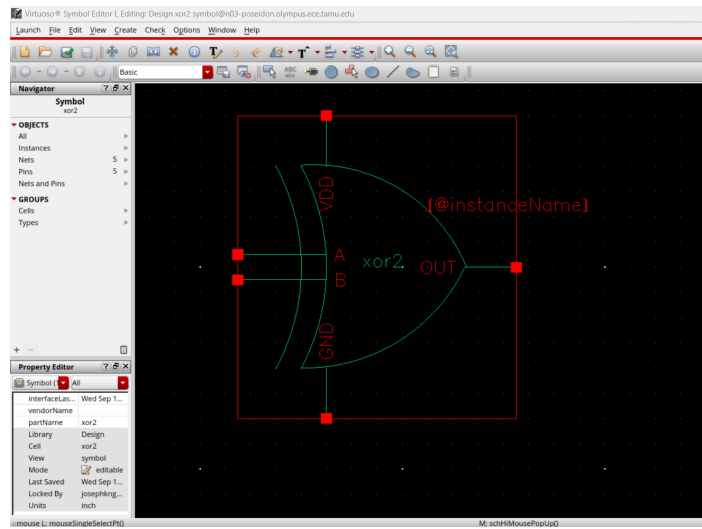 Virtuoso® Symbol Editor L Editing: Design xor2 symbol@n03-poseidon.olympus.ece.tamu.edu
Launch File Edit View Create Check Options Window Help
Basic
Navigator
Symbol
xor2
OBJECTS
All
Instances
Nets 5
Pins 5
Nets and Pins
GROUPS
Cells
Types
VDD
[@instanceName]
A
xor2
OUT
B
GND
Property Editor
Symbol ( All
interfaceLas... Wed Sep 1...
vendorName
partName xor2
Library Design
Cell xor2
View symbol
Mode editable
Last Saved Wed Sep 1...
Locked By josephkng...
Units inch
mouse L: mouseSingleSelectPt() M: schHiMousePopUp()